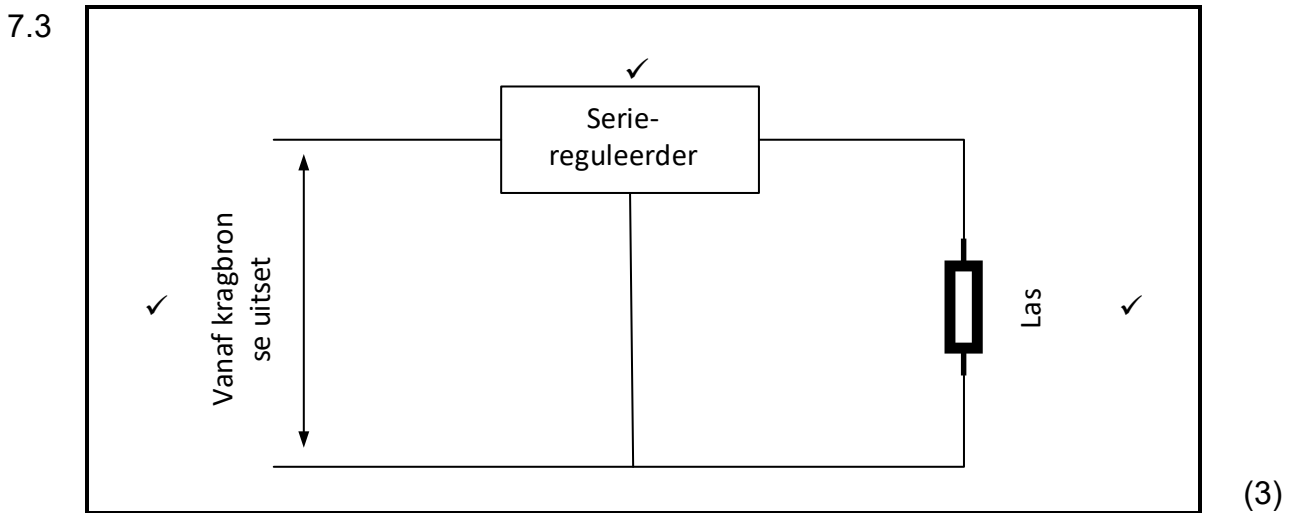 7.3
✓
Serie-
reguleerder
✓
Vanaf kragbron
se uitset
Las
✓
(3)